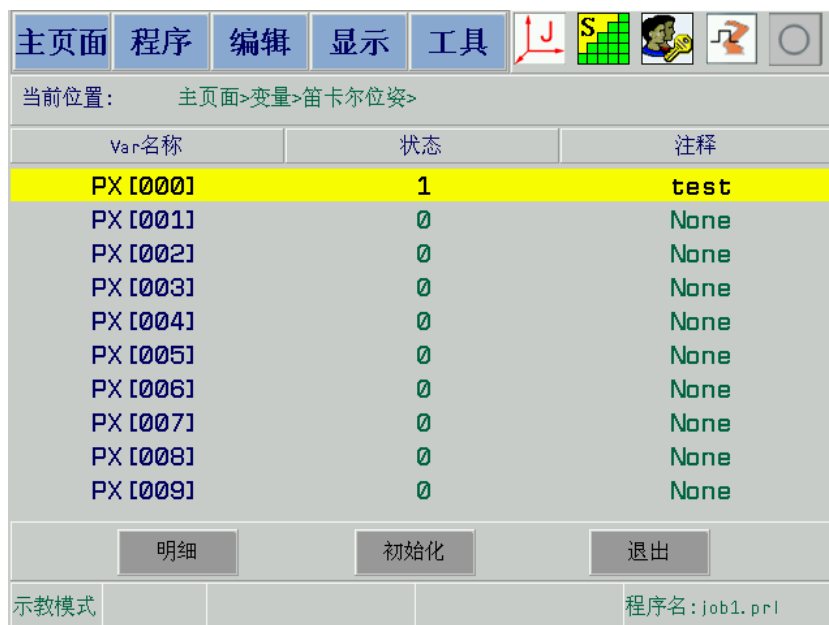 主页面 程序 编辑 显示 工具 J S
当前位置: 主页面>变量>笛卡尔位姿>
Var名称 状态 注释
PX[000] 1 test
PX[001] 0 None
PX[002] 0 None
PX[003] 0 None
PX[004] 0 None
PX[005] 0 None
PX[006] 0 None
PX[007] 0 None
PX[008] 0 None
PX[009] 0 None
明细 初始化 退出
示教模式 程序名:job1.prl